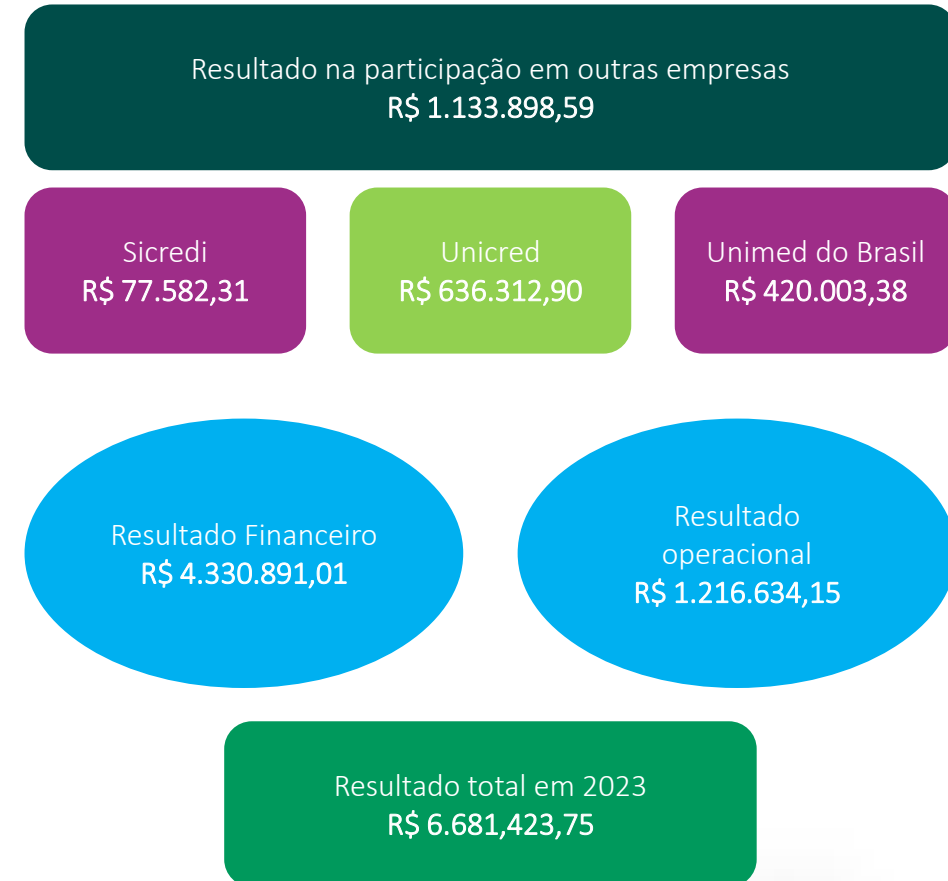 Resultado na participação em outras empresas
R$ 1.133.898,59
Sicredi
R$ 77.582,31
Unicred
R$ 636.312,90
Unimed do Brasil
R$ 420.003,38
Resultado Financeiro
R$ 4.330.891,01
Resultado
operacional
R$ 1.216.634,15
Resultado total em 2023
R$ 6.681,423,75